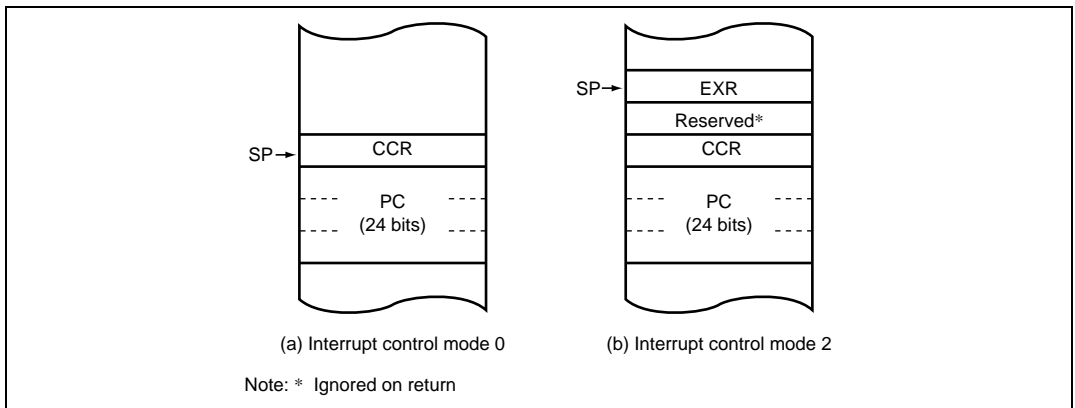 SP
CCR
PC
(24 bits)
(a) Interrupt control mode 0
SP
EXR
Reserved*
CCR
PC
(24 bits)
(b) Interrupt control mode 2
Note: * Ignored on return